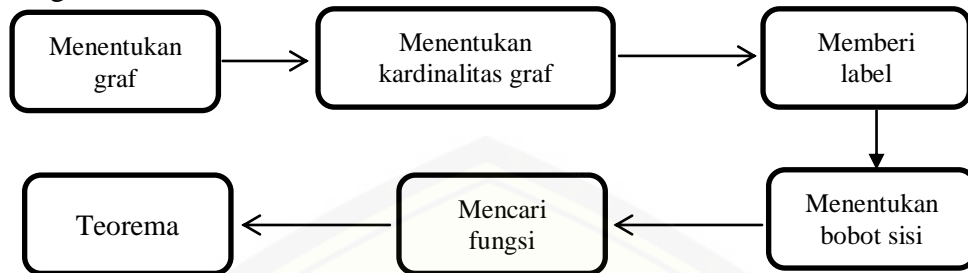 Menentukan
graf
Menentukan
kardinalitas graf
Memberi
label
Menentukan
bobot sisi
Mencari
fungsi
Teorema